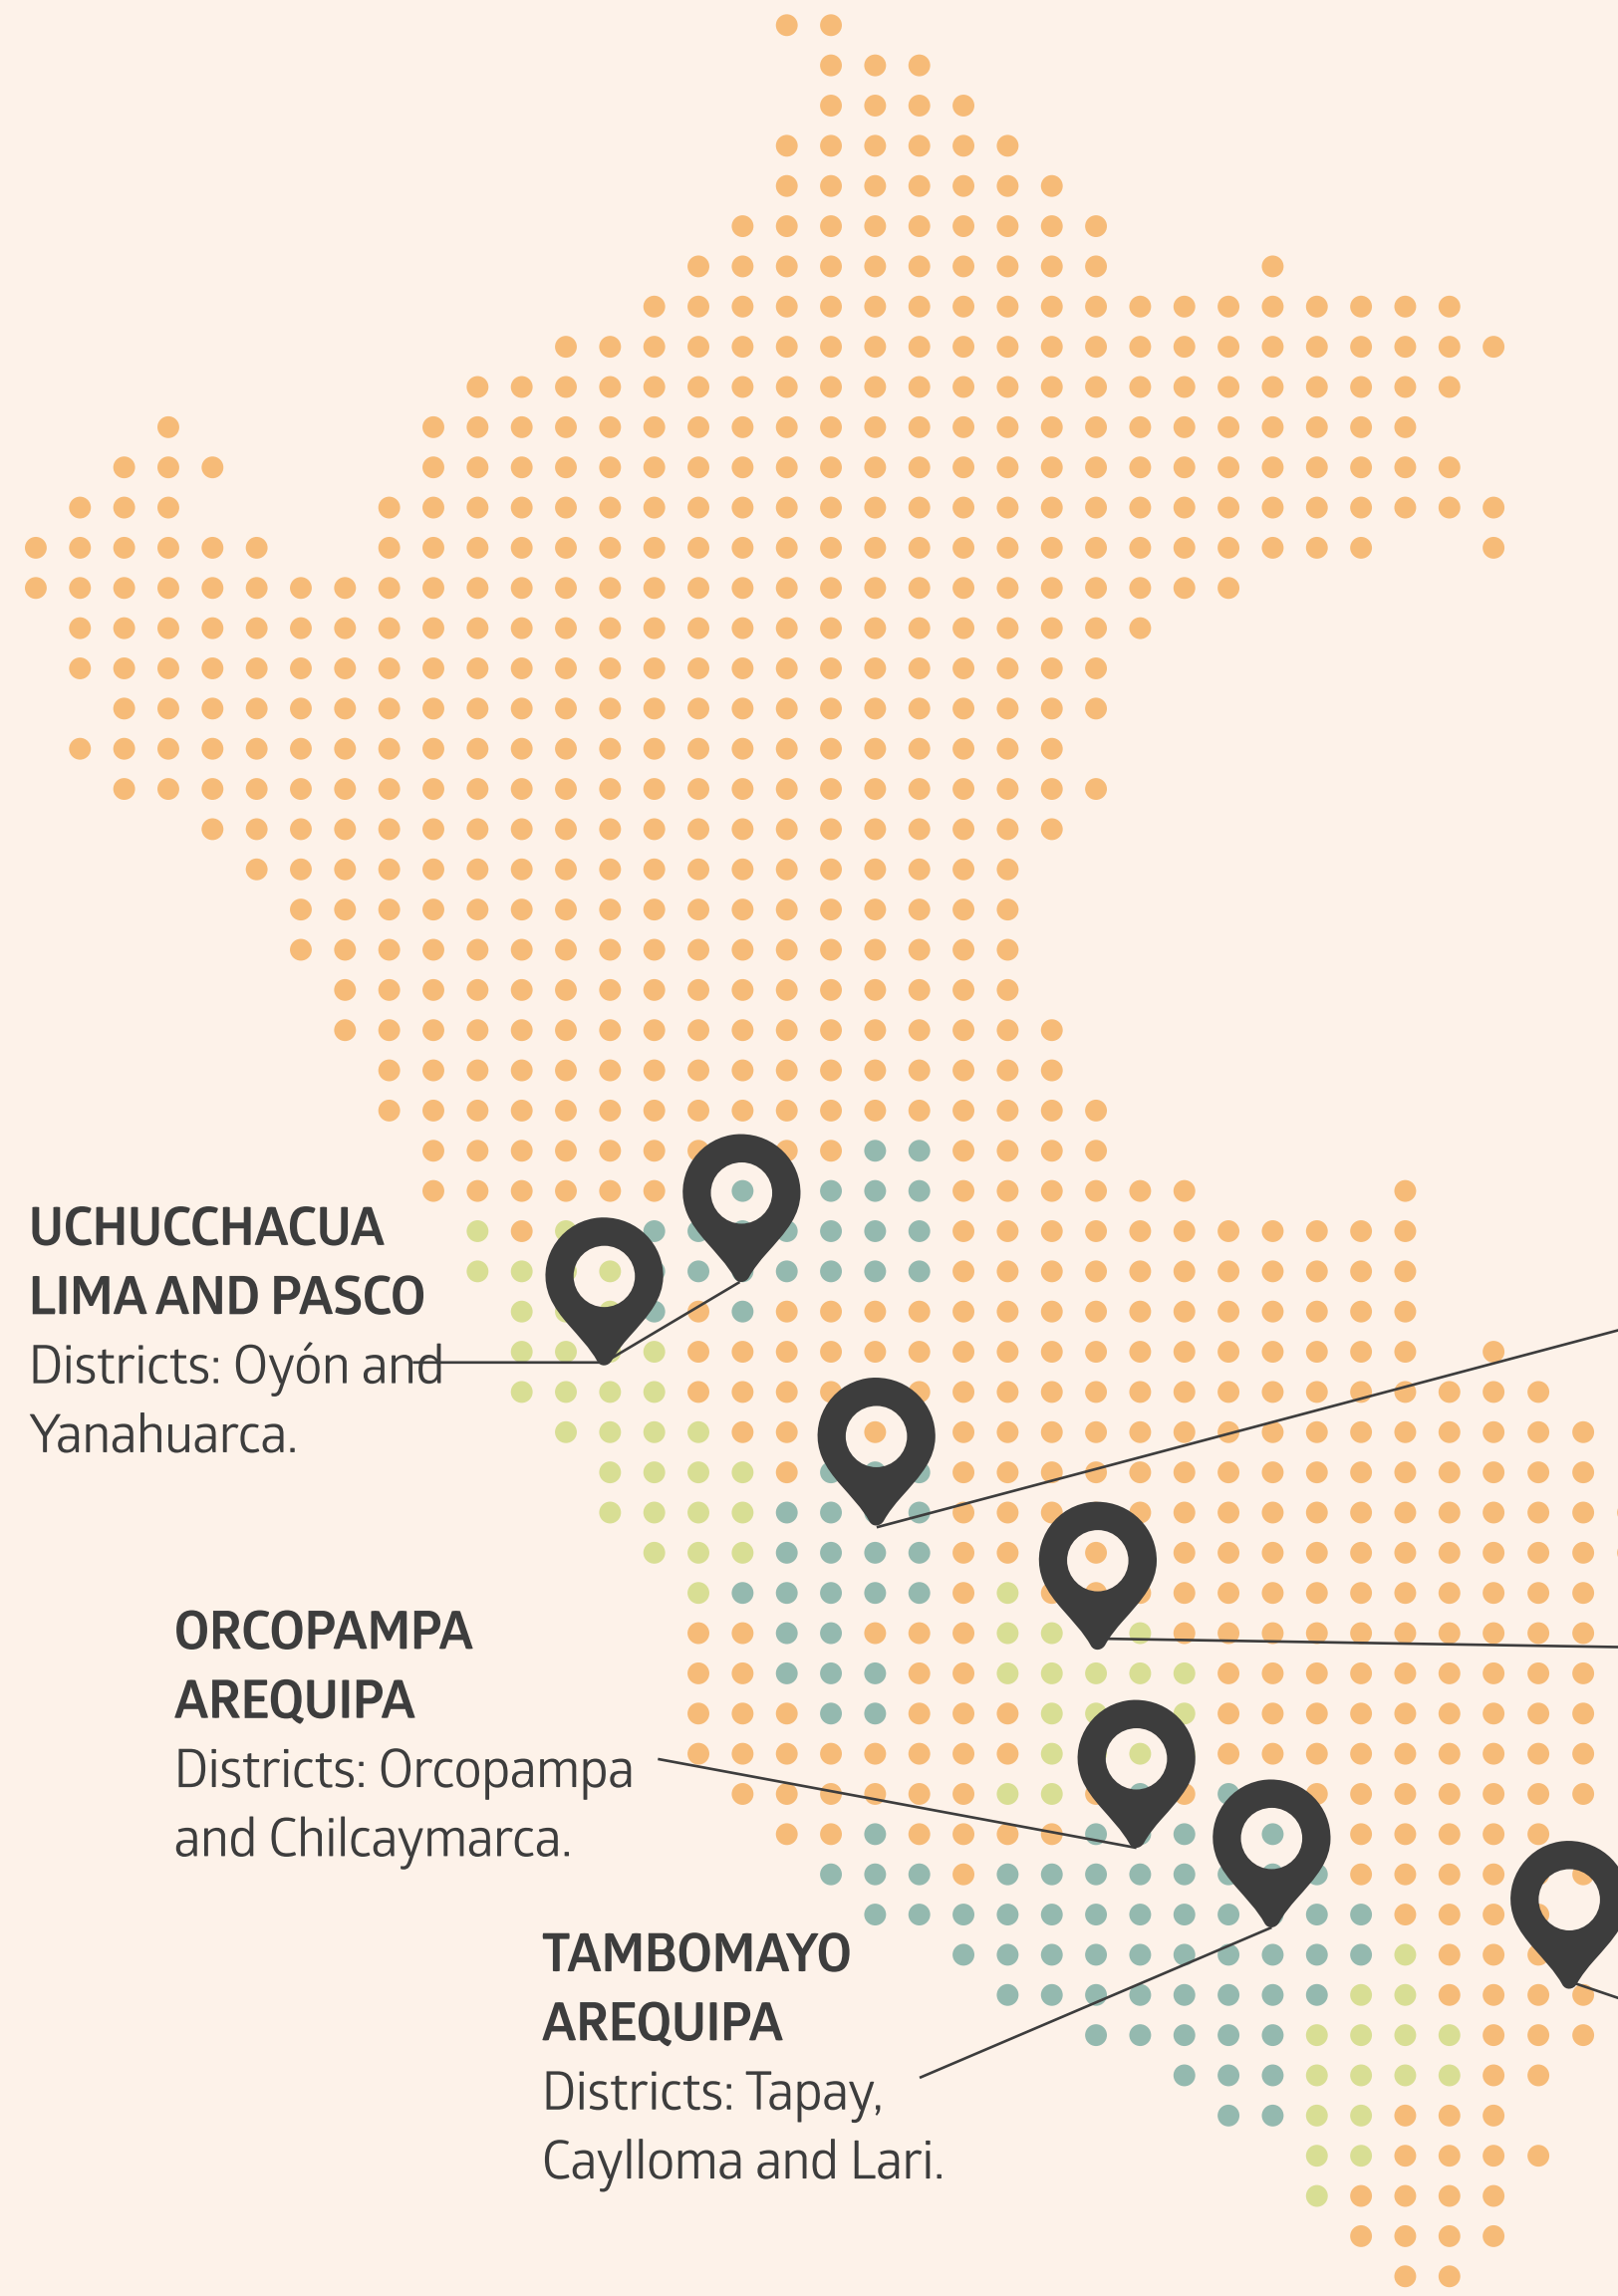 UCHUCCHACUA
LIMA AND PASCO
Districts: Oyón and
Yanahuarca.
ORCOPAMPA
AREQUIPA
Districts: Orcopampa
and Chilcaymarca.
TAMBOMAYO
AREQUIPA
Districts: Tapay,
Caylloma and Lari.